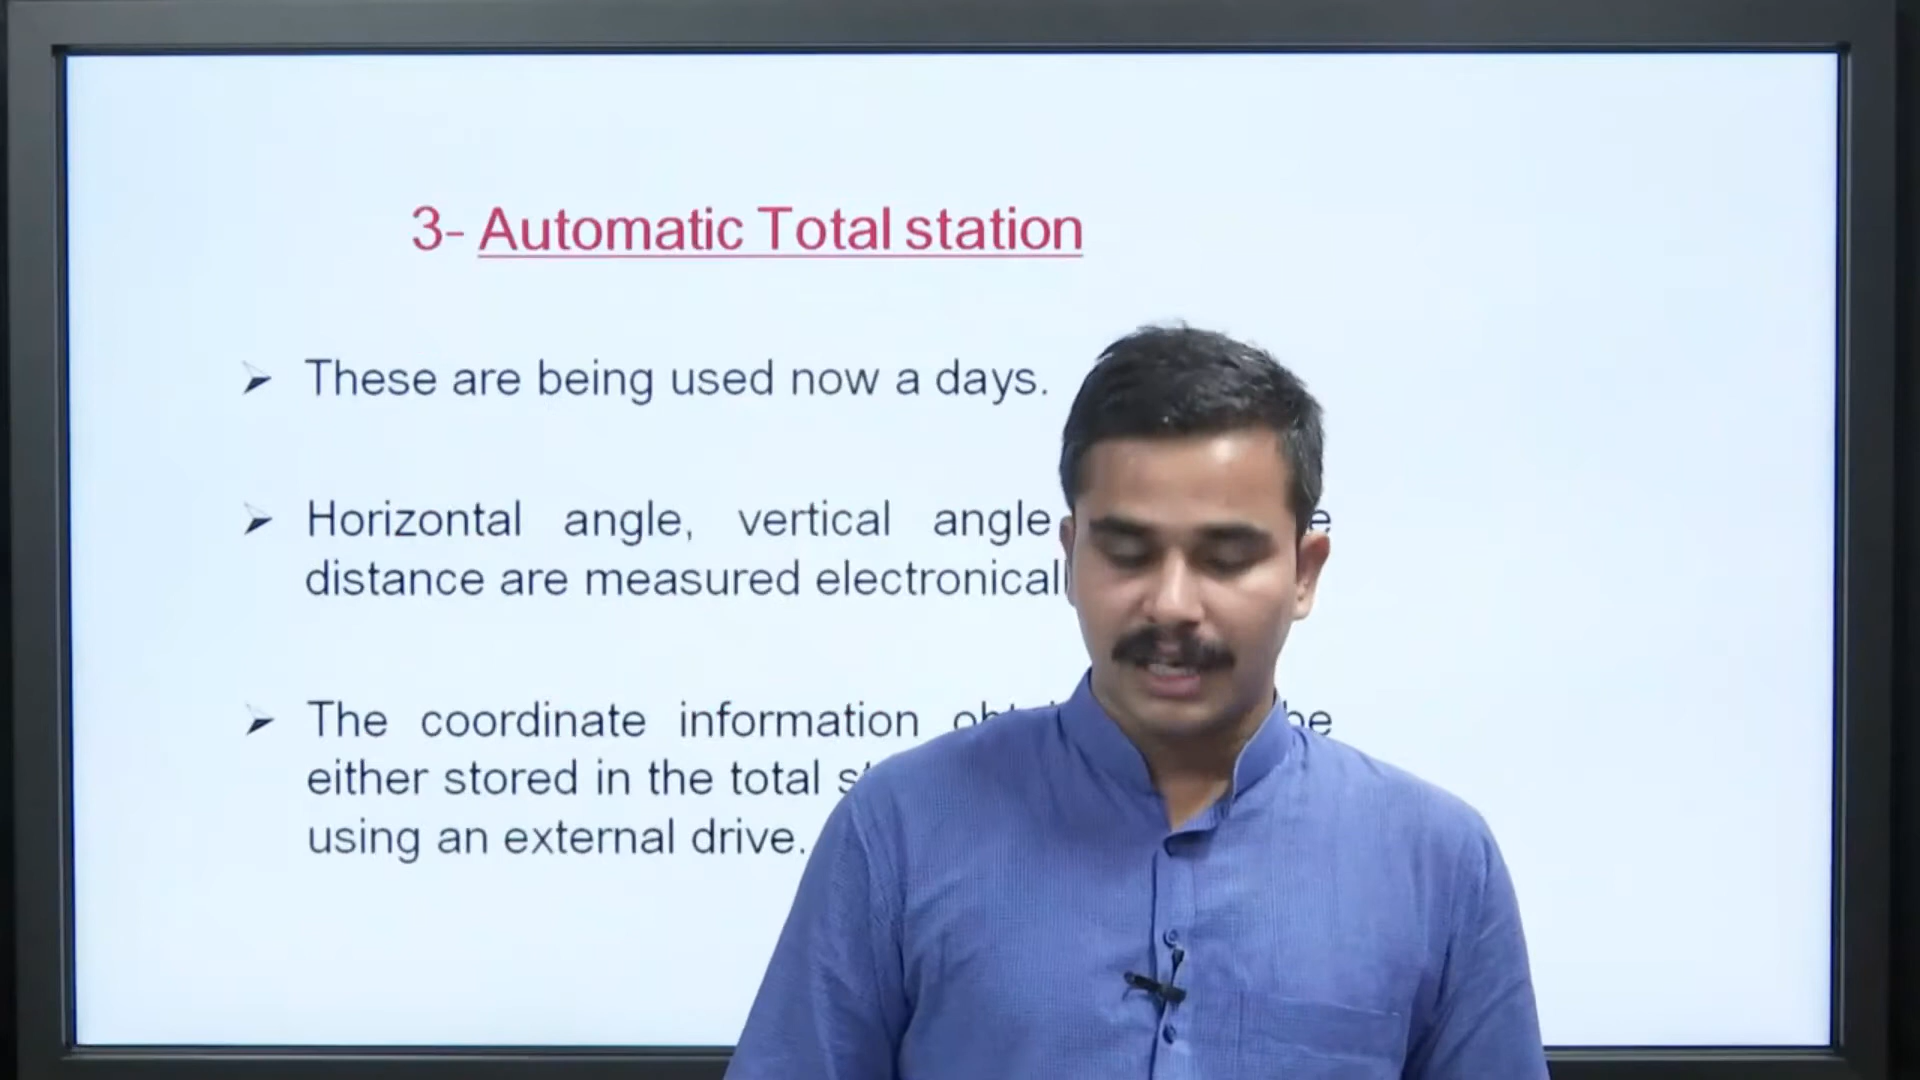 3- Automatic Total station
These are being used now a days.
Horizontal angle, vertical angle
distance are measured
The coordinate information be
either stored in the total
using an external drive.